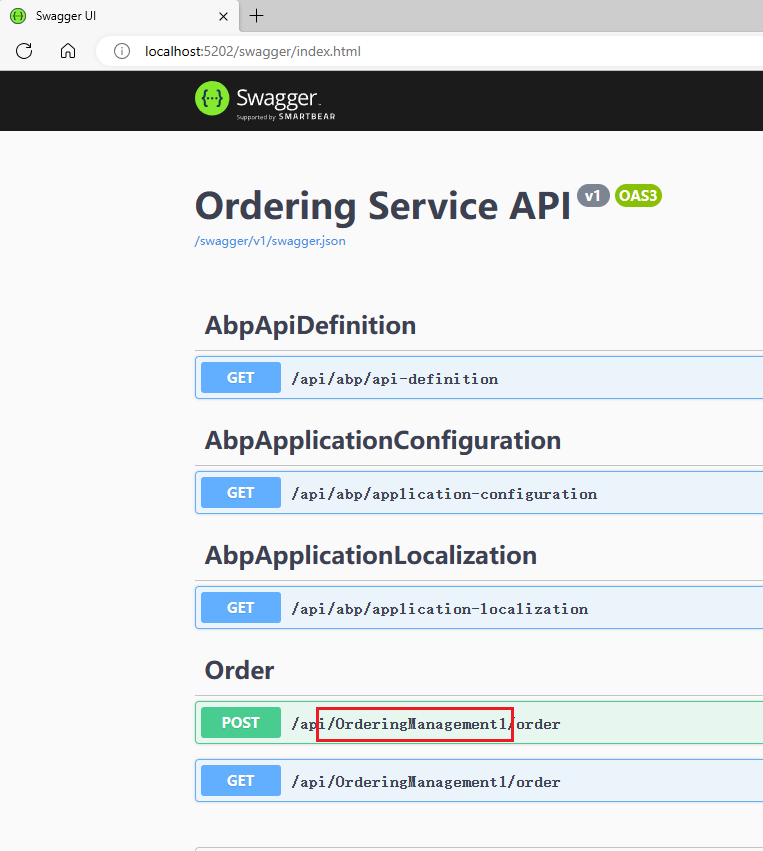 Swagger UI
localhost:5202/swagger/index.html
Swagger.
Supported by SMARTBEAR
Ordering Service API v1 OAS3
/swagger/v1/swagger.json
AbpApiDefinition
GET /api/abp/api-definition
AbpApplicationConfiguration
GET /api/abp/application-configuration
AbpApplicationLocalization
GET /api/abp/application-localization
Order
POST /api/OrderingManagement1/order
GET /api/OrderingManagement1/order